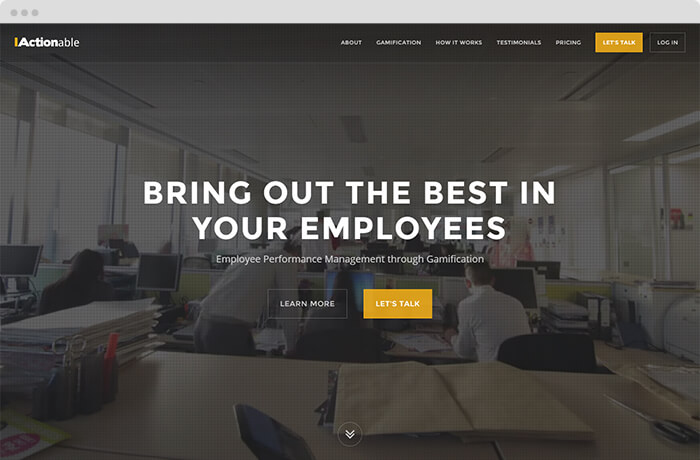 IActionable
ABOUT GAMIFICATION HOW IT WORKS TESTIMONIALS PRICING LET'S TALK LOG IN
BRING OUT THE BEST IN
YOUR EMPLOYEES
Employee Performance Management through Gamification
LEARN MORE LET'S TALK